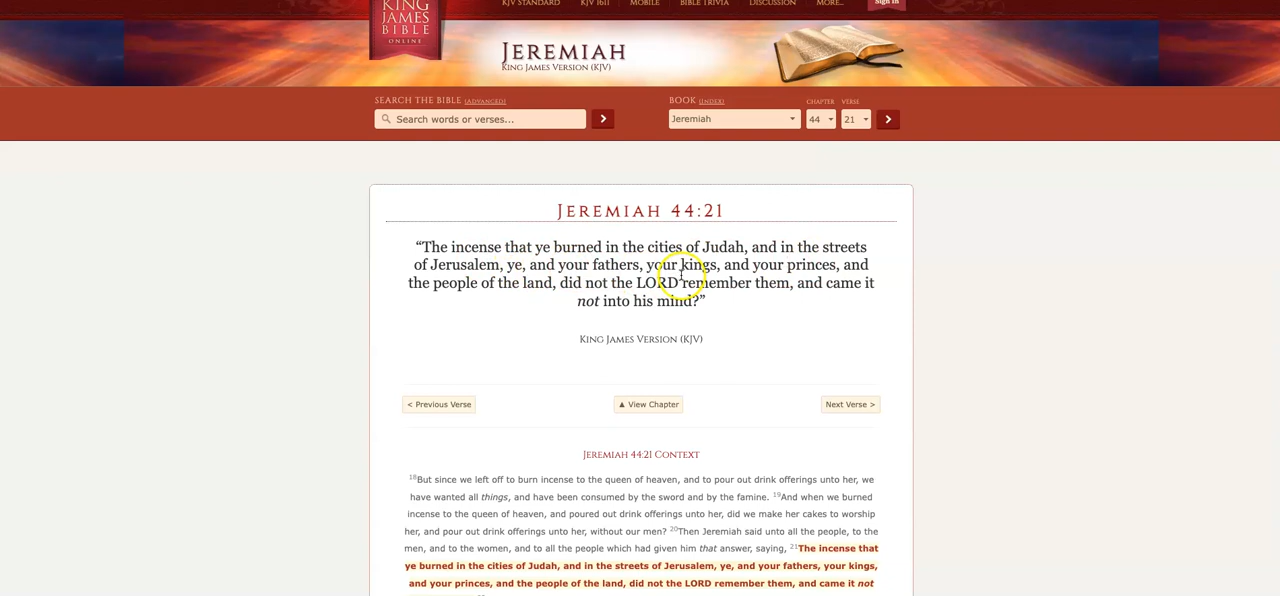 KING
JAMES
BIBLE
ONLINE
KJV STANDARD KJV 1611 MOBILE BIBLE TRIVIA DISCUSSION MORE... Sign In
JEREMIAH
KING JAMES VERSION (KJV)
SEARCH THE BIBLE (ADVANCED) BOOK (INDEX) CHAPTER VERSE
Search words or verses... Jeremiah 44 21
JEREMIAH 44:21
“The incense that ye burned in the cities of Judah, and in the streets
of Jerusalem, ye, and your fathers, your kings, and your princes, and
the people of the land, did not the LORD remember them, and came it
not into his mind?”
KING JAMES VERSION (KJV)
< Previous Verse ▲ View Chapter Next Verse >
JEREMIAH 44:21 CONTEXT
18But since we left off to burn incense to the queen of heaven, and to pour out drink offerings unto her, we
have wanted all things, and have been consumed by the sword and by the famine. 19And when we burned
incense to the queen of heaven, and poured out drink offerings unto her, did we make her cakes to worship
her, and pour out drink offerings unto her, without our men? 20Then Jeremiah said unto all the people, to the
men, and to the women, and to all the people which had given him that answer, saying, 21The incense that
ye burned in the cities of Judah, and in the streets of Jerusalem, ye, and your fathers, your kings,
and your princes, and the people of the land, did not the LORD remember them, and came it not